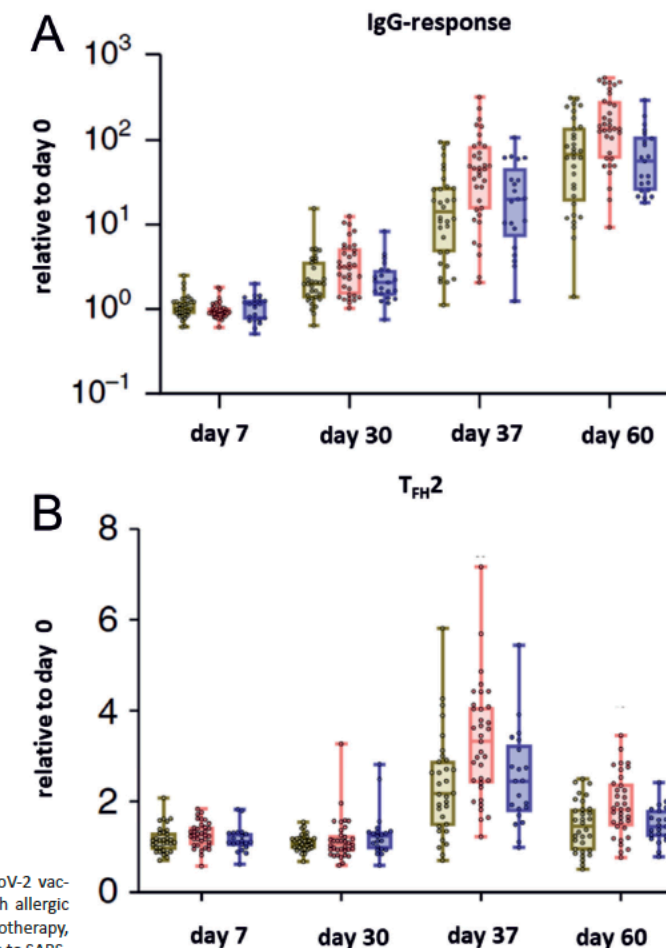 A
IgG-response
relative to day 0
10³
10²
10¹
10⁰
10⁻¹
day 7 day 30 day 37 day 60
B
T_FH2
relative to day 0
8
6
4
2
0
day 7 day 30 day 37 day 60
oV-2 vac-
h allergic
otherapy,